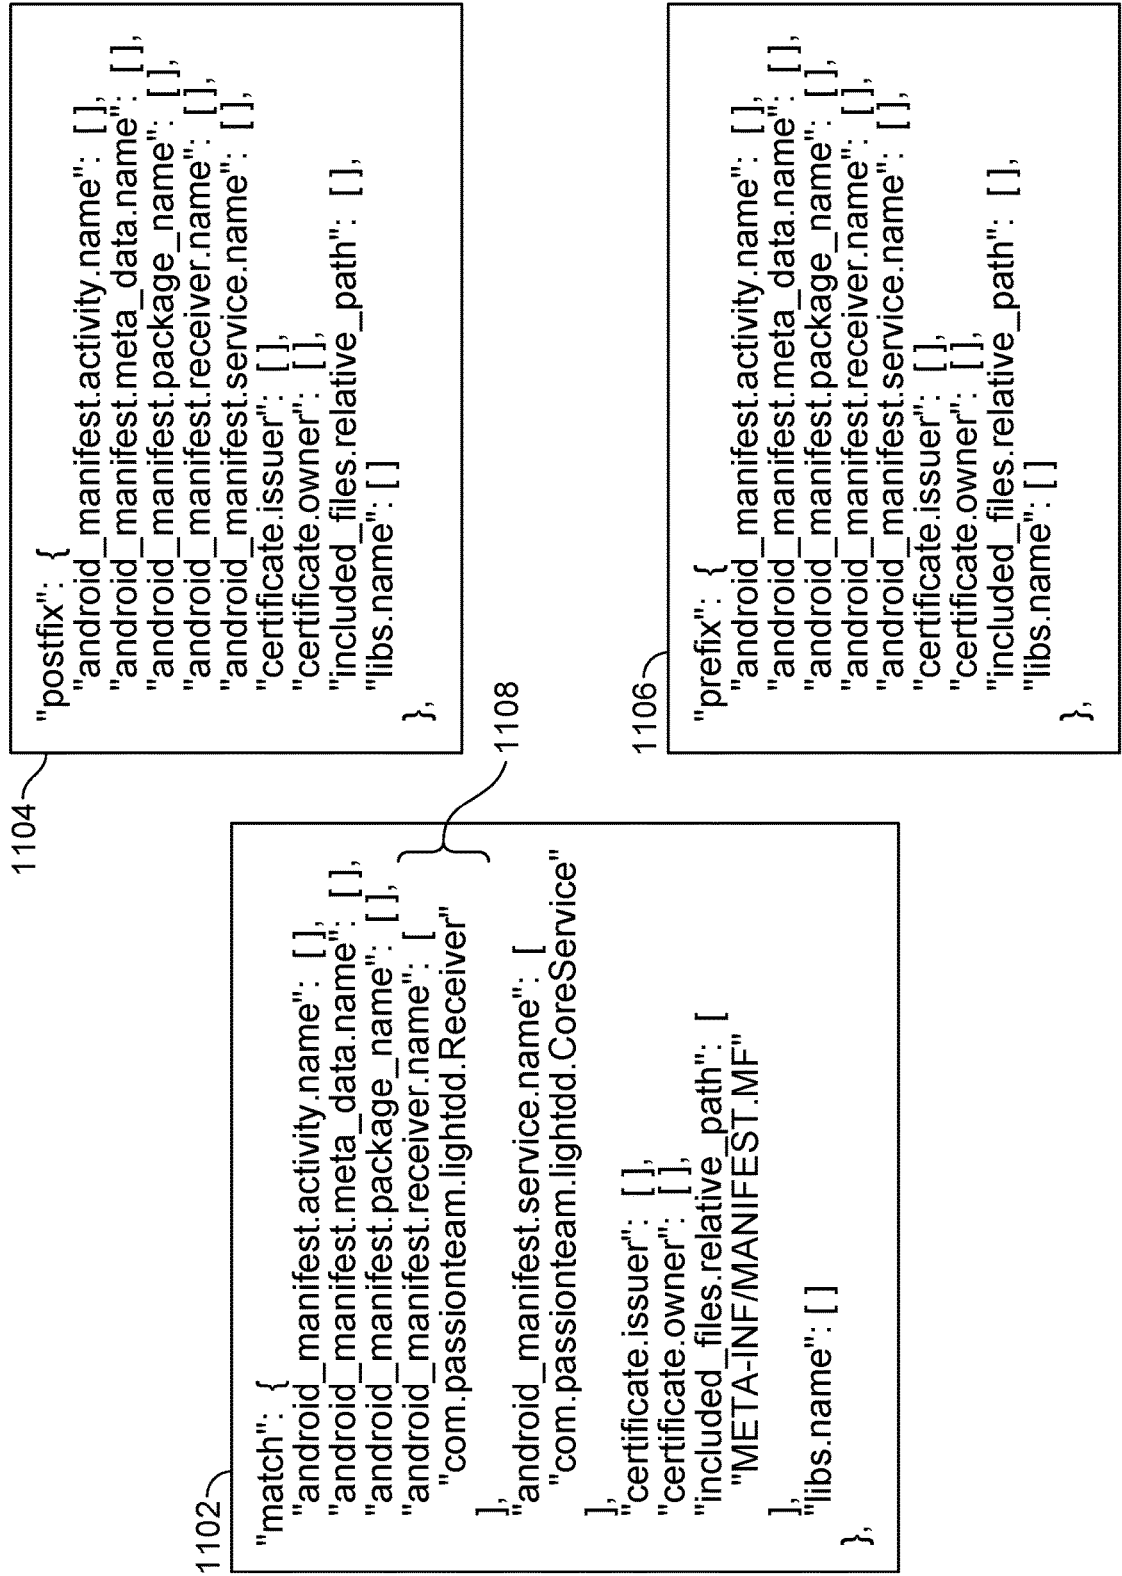 1102
"match": {
"android_manifest.activity.name": [],
"android_manifest.meta_data.name": [],
"android_manifest.package_name": [],
"android_manifest.receiver.name": [
"com.passionteam.lightdd.Receiver"
],
"android_manifest.service.name": [
"com.passionteam.lightdd.CoreService"
],
"certificate.issuer": [],
"certificate.owner": [],
"included_files.relative_path": [
"META-INF/MANIFEST.MF"
],
"libs.name": []
},
1108
1104
"postfix": {
"android_manifest.activity.name": [],
"android_manifest.meta_data.name": [],
"android_manifest.package_name": [],
"android_manifest.receiver.name": [],
"android_manifest.service.name": [],
"certificate.issuer": [],
"certificate.owner": [],
"included_files.relative_path": [],
"libs.name": []
},
1106
"prefix": {
"android_manifest.activity.name": [],
"android_manifest.meta_data.name": [],
"android_manifest.package_name": [],
"android_manifest.receiver.name": [],
"android_manifest.service.name": [],
"certificate.issuer": [],
"certificate.owner": [],
"included_files.relative_path": [],
"libs.name": []
},